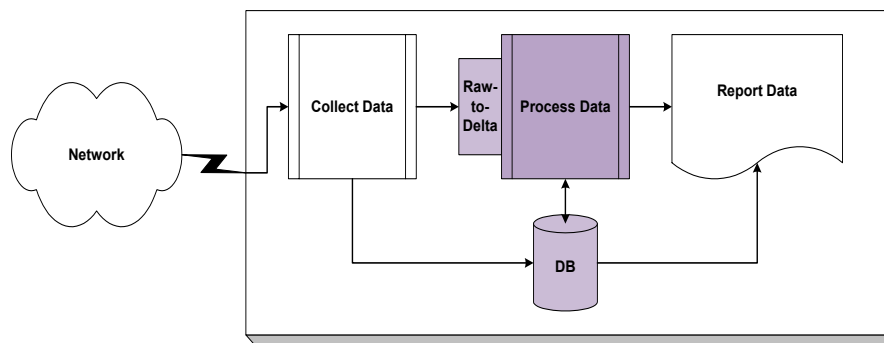 Network
Collect Data
Raw-
to-
Delta
Process Data
Report Data
DB